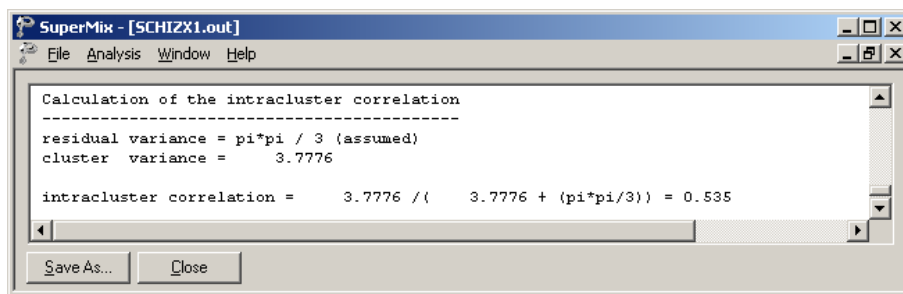 SuperMix - [SCHIZX1.out]
File Analysis Window Help
Calculation of the intracluster correlation
--------------------------------------------
residual variance = pi*pi / 3 (assumed)
cluster  variance =     3.7776
intracluster correlation =     3.7776 /(    3.7776 + (pi*pi/3)) = 0.535
Save As... Close